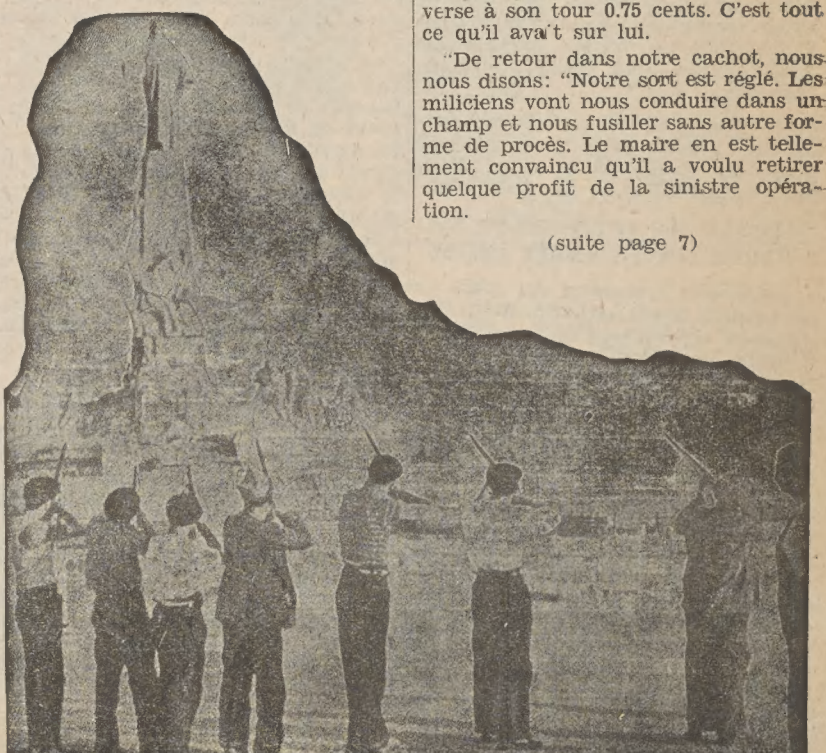 verse à son tour 0.75 cents. C'est tout
ce qu'il ava't sur lui.
"De retour dans notre cachot, nous
nous disons: "Notre sort est réglé. Les
miliciens vont nous conduire dans un
champ et nous fusiller sans autre for-
me de procès. Le maire en est telle-
ment convaincu qu'il a voulu retirer
quelque profit de la sinistre opéra-
tion.
(suite page 7)